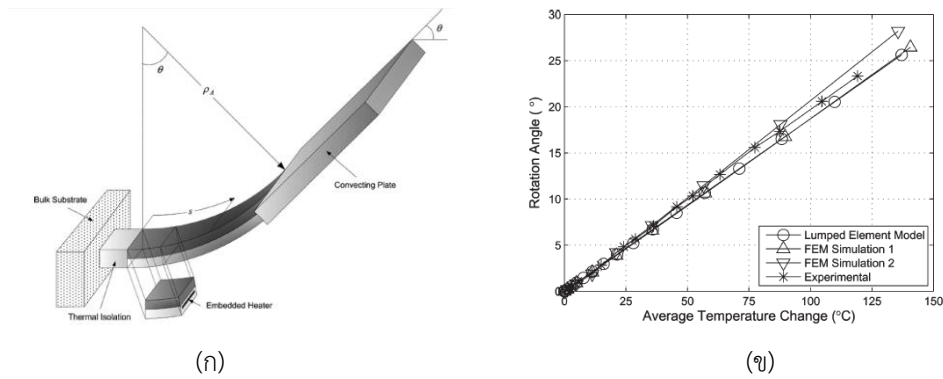 θ
θ
ρA
Convecting Plate
Bulk Substrate
s
Embedded Heater
Thermal Isolation
(ก)
30
25
20
15
10
5
0
Rotation Angle (°)
0 25 50 75 100 125 150
Average Temperature Change (°C)
Lumped Element Model
FEM Simulation 1
FEM Simulation 2
Experimental
(ข)